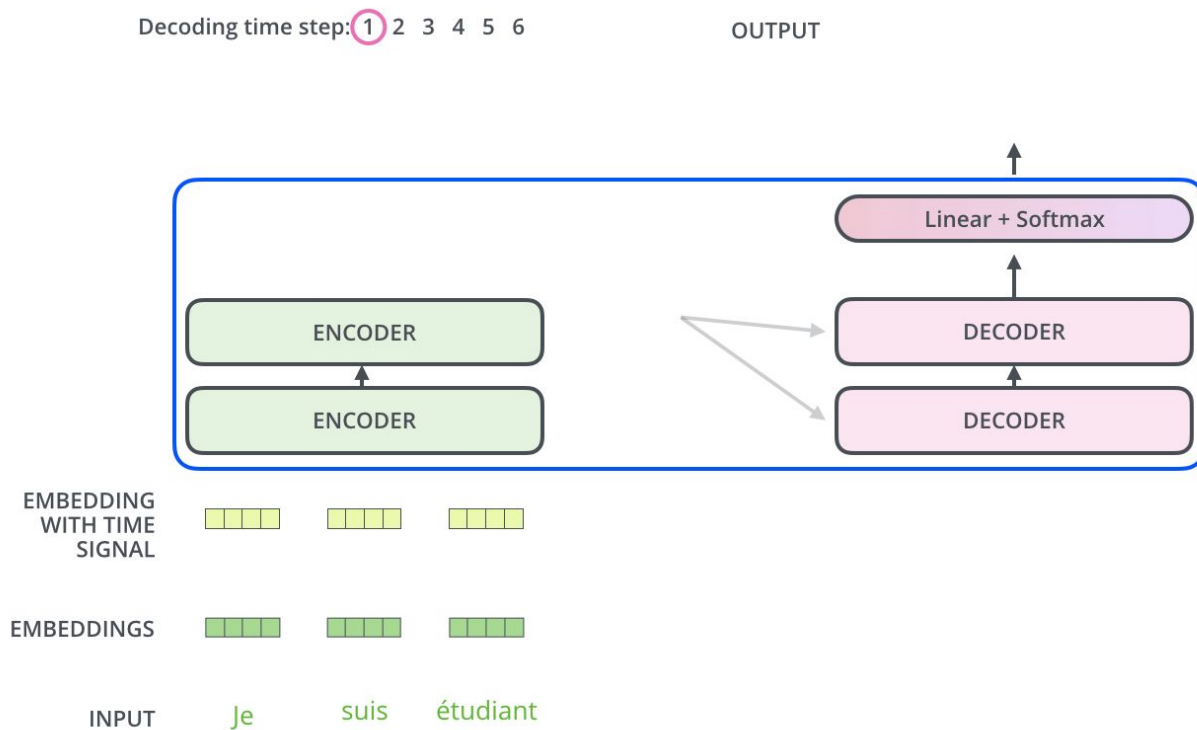 Decoding time step: 1 2 3 4 5 6
OUTPUT
Linear + Softmax
ENCODER
DECODER
ENCODER
DECODER
EMBEDDING
WITH TIME
SIGNAL
EMBEDDINGS
INPUT
Je
suis
étudiant